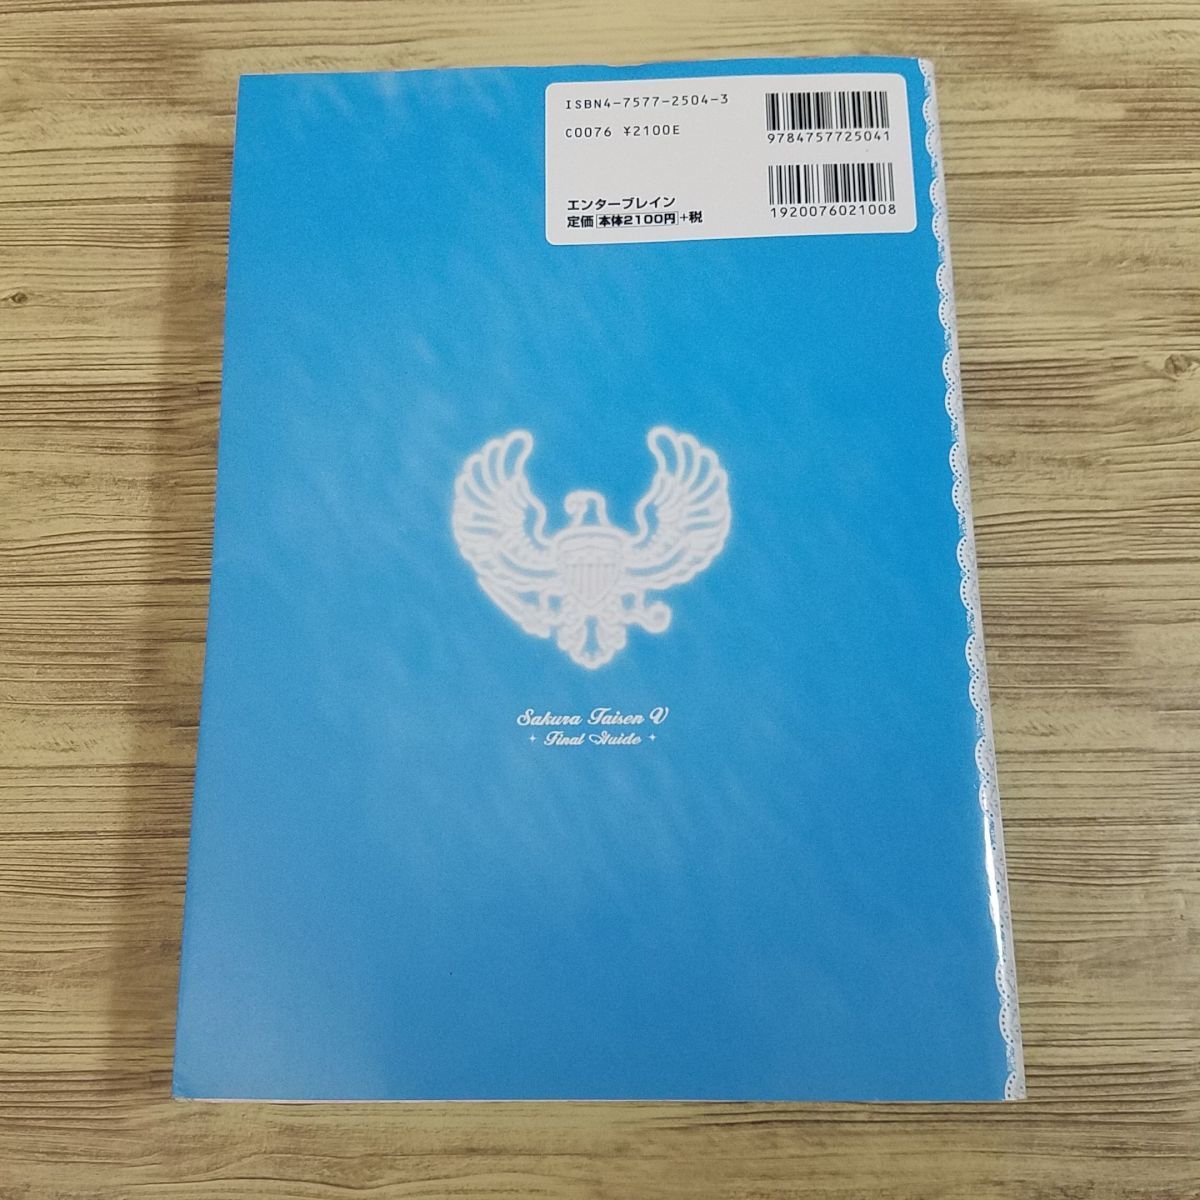 ISBN4-7577-2504-3
C0076 ¥2100E
9784757725041
1920076021008
エンターブレイン
定価 本体2100円 +税
Sakura Taisen V
Final Guide